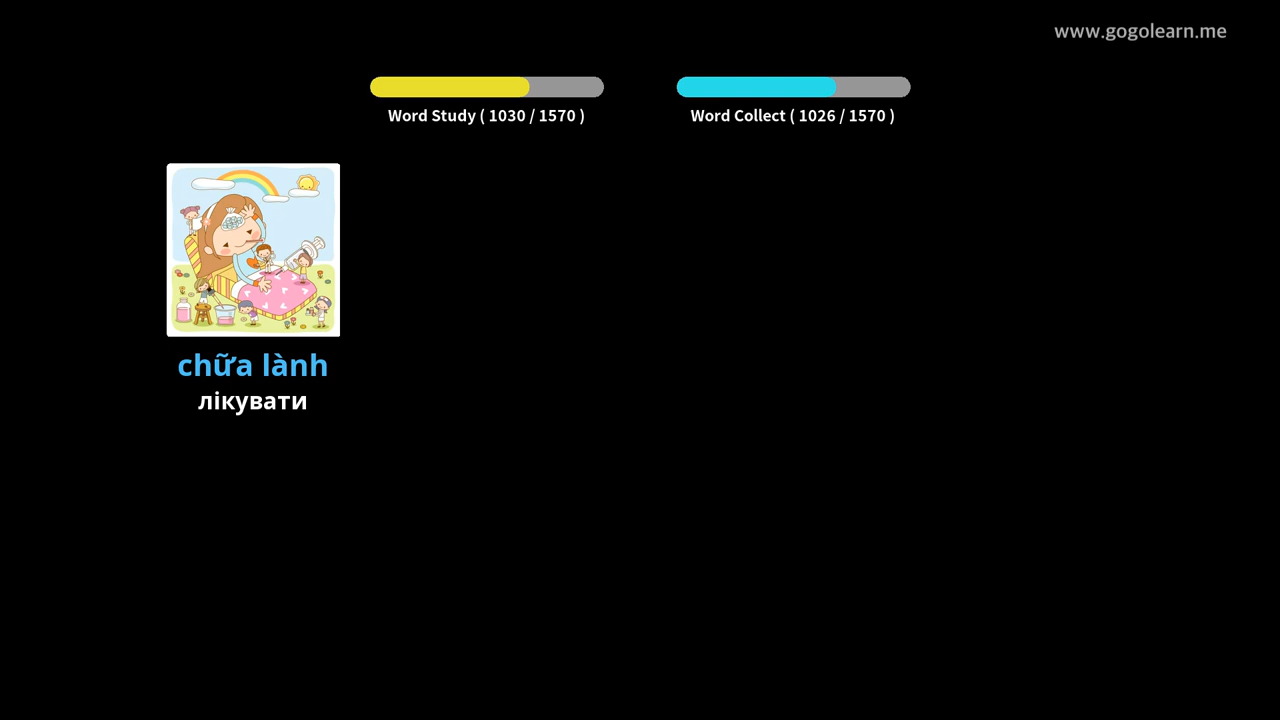 www.gogolearn.me
Word Study ( 1030 / 1570 )
Word Collect ( 1026 / 1570 )
chữa lành
лікувати